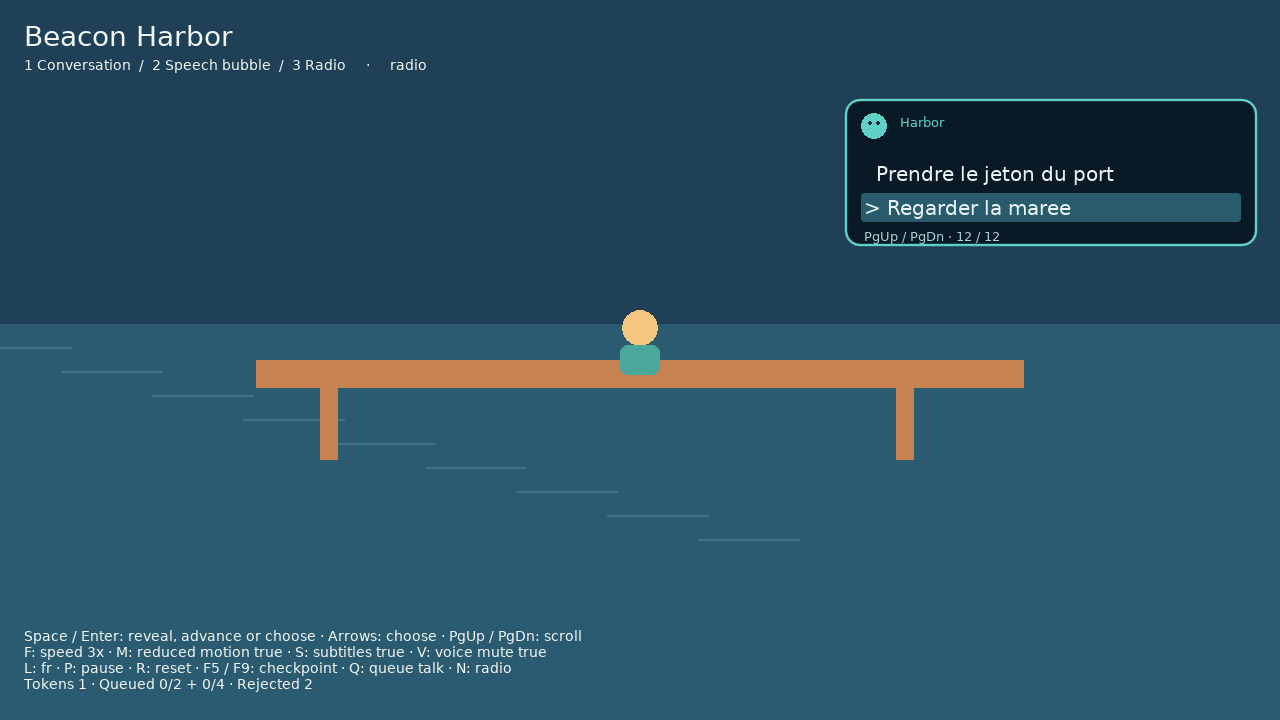 Beacon Harbor
1 Conversation / 2 Speech bubble / 3 Radio · radio
Harbor
Prendre le jeton du port
> Regarder la maree
PgUp / PgDn · 12 / 12
Space / Enter: reveal, advance or choose · Arrows: choose · PgUp / PgDn: scroll
F: speed 3x · M: reduced motion true · S: subtitles true · V: voice mute true
L: fr · P: pause · R: reset · F5 / F9: checkpoint · Q: queue talk · N: radio
Tokens 1 · Queued 0/2 + 0/4 · Rejected 2